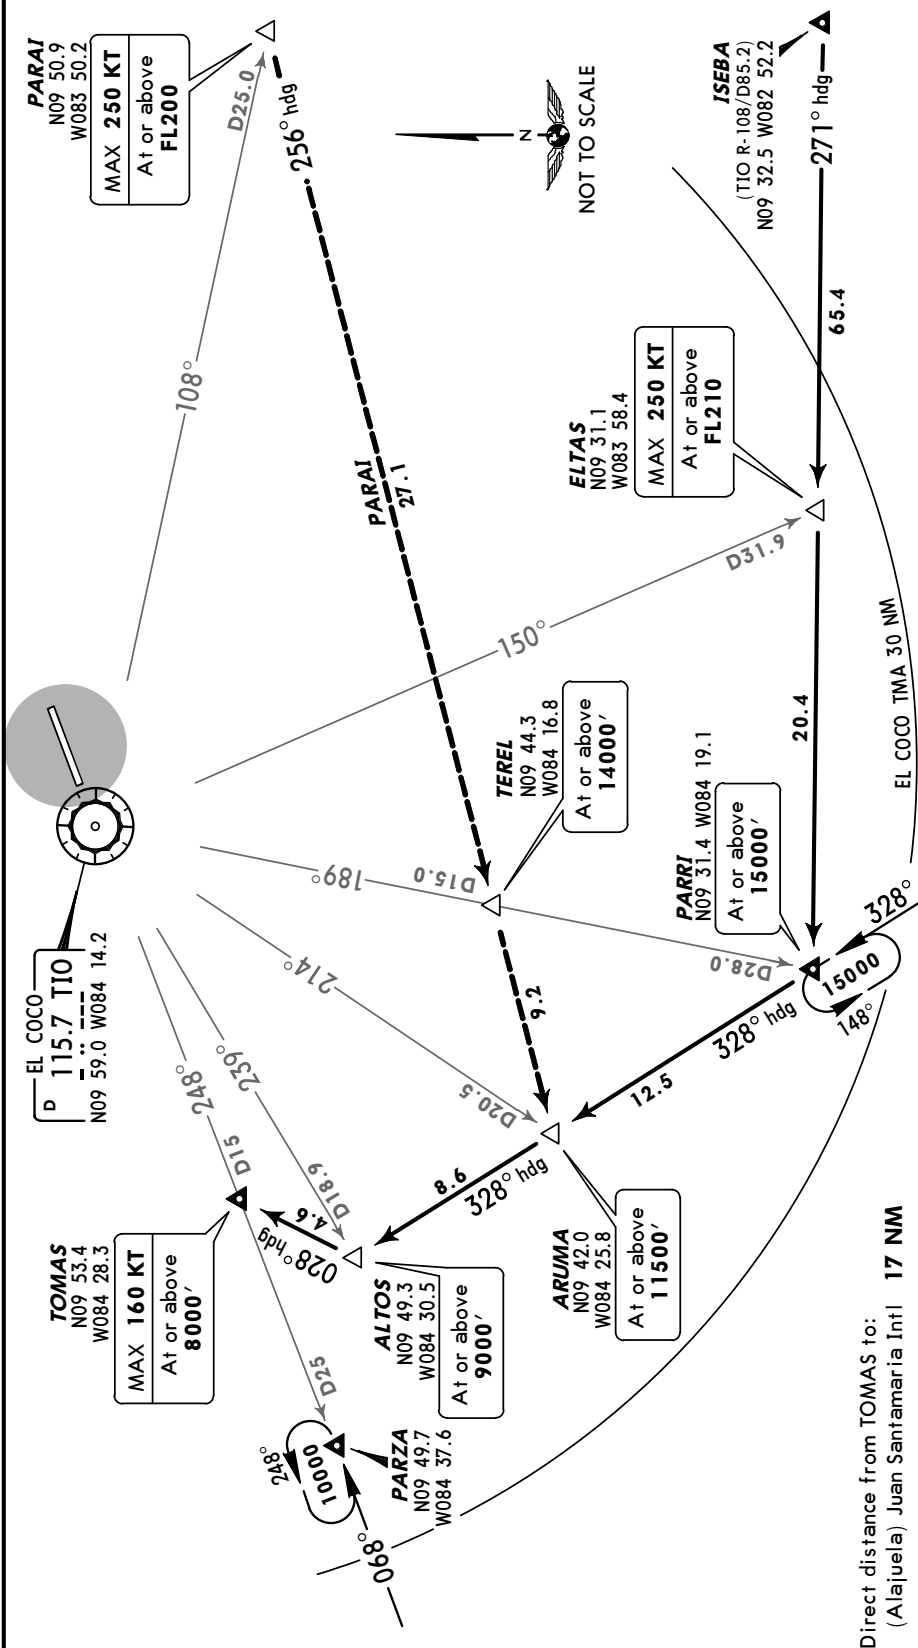 EL COCO
D
115.7 TIO
N09 59.0 W084 14.2
PARAI
N09 50.9
W083 50.2
MAX 250 KT
At or above
FL200
108°
D25.0
256° hdg
PARAI
27.1
N
NOT TO SCALE
ISEBA
(TIO R-108/D85.2)
N09 32.5 W082 52.2
271° hdg
65.4
ELTAS
N09 31.1
W083 58.4
MAX 250 KT
At or above
FL210
150°
D31.9
20.4
EL COCO TMA 30 NM
TEREL
N09 44.3
W084 16.8
At or above
14000'
189°
D15.0
D28.0
9.2
PARRI
N09 31.4 W084 19.1
At or above
15000'
328°
15000
148°
328° hdg
12.5
214°
D20.5
ARUMA
N09 42.0
W084 25.8
At or above
11500'
8.6
328° hdg
239°
D18.9
ALTOS
N09 49.3
W084 30.5
At or above
9000'
4.6
028° hdg
248°
D15
TOMAS
N09 53.4
W084 28.3
MAX 160 KT
At or above
8000'
D25
PARZA
N09 49.7
W084 37.6
248°
10000
068°
Direct distance from TOMAS to:
(Alajuela) Juan Santamaria Intl 17 NM